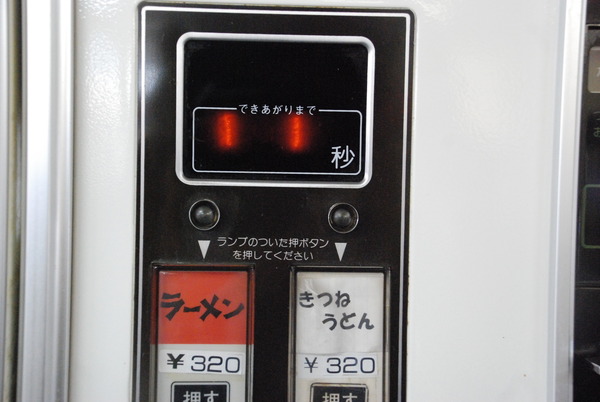 できあがりまで
11
秒
ランプのついた押ボタン
を押してください
ラーメン
¥320
押す
きつね
うどん
¥320
押す